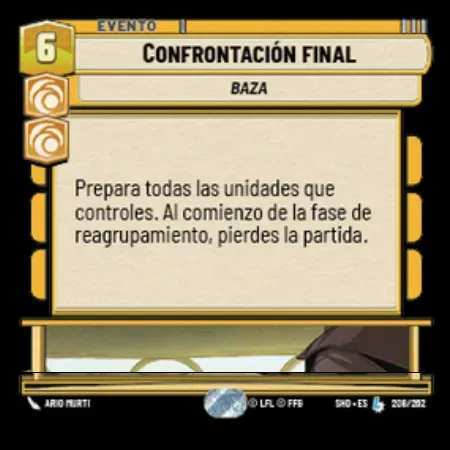 EVENTO
6
CONFRONTACIÓN FINAL
BAZA
Prepara todas las unidades que
controles. Al comienzo de la fase de
reagrupamiento, pierdes la partida.
ARIO MURTI
© LFL © FFG
SHD • ES
206/262